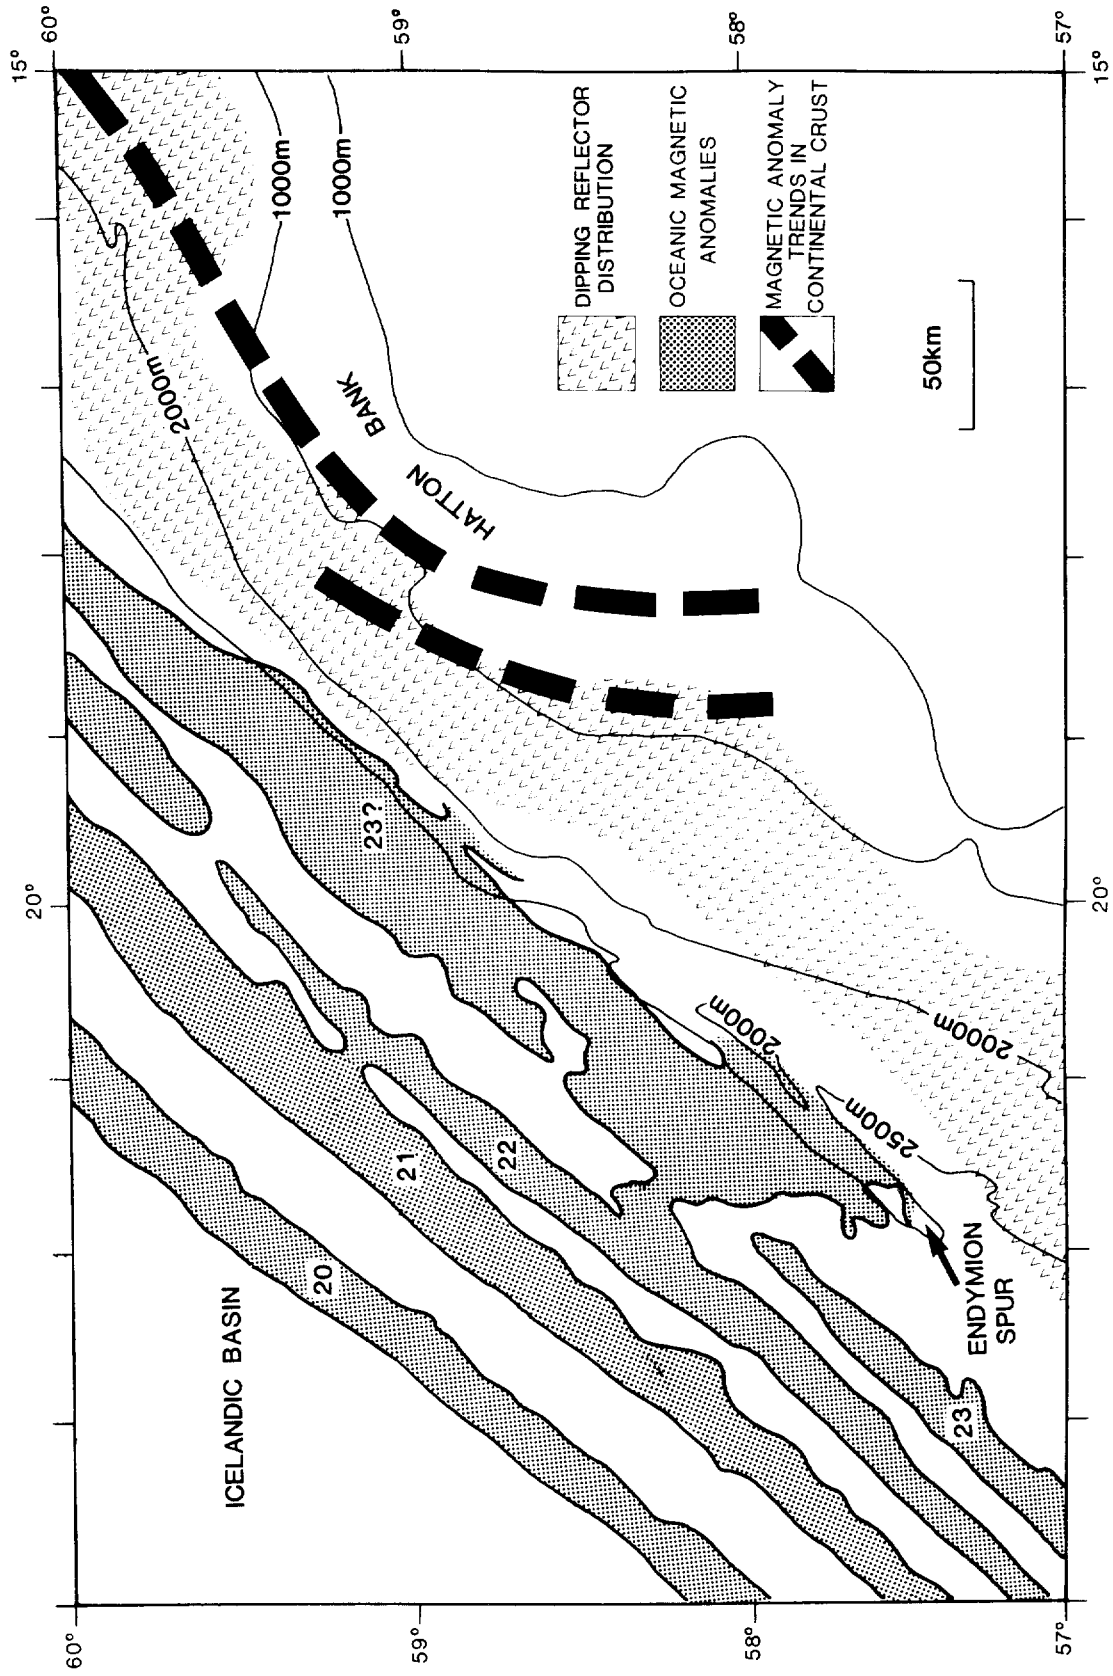 15°
20°
60°
59°
58°
57°
60°
59°
58°
57°
15°
20°
ICELANDIC BASIN
20
21
22
23?
23
2000m
1000m
1000m
HATTON
BANK
2000m
2000m
2500m
ENDYMION
SPUR
DIPPING REFLECTOR
DISTRIBUTION
OCEANIC MAGNETIC
ANOMALIES
MAGNETIC ANOMALY
TRENDS IN
CONTINENTAL CRUST
50km